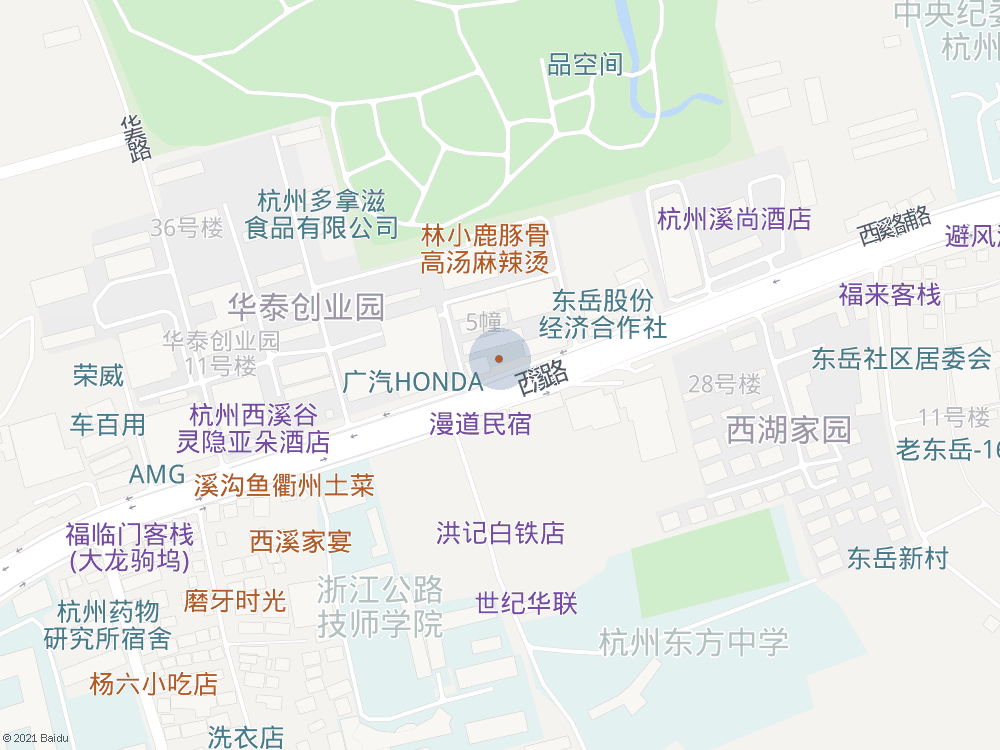 中央纪委
杭州
品空间
华泰路
杭州多拿滋
食品有限公司
36号楼
林小鹿豚骨
高汤麻辣烫
杭州溪尚酒店
西溪路辅路
避风
福来客栈
华泰创业园
5幢
东岳股份
经济合作社
华泰创业园
11号楼
东岳社区居委会
荣威
广汽HONDA
西溪路
28号楼
车百用
杭州西溪谷
灵隐亚朵酒店
漫道民宿
西湖家园
11号楼
老东岳-16
AMG
溪沟鱼衢州土菜
福临门客栈
(大龙驹坞)
西溪家宴
洪记白铁店
东岳新村
浙江公路
技师学院
磨牙时光
世纪华联
杭州药物
研究所宿舍
杭州东方中学
杨六小吃店
洗衣店
© 2021 Baidu